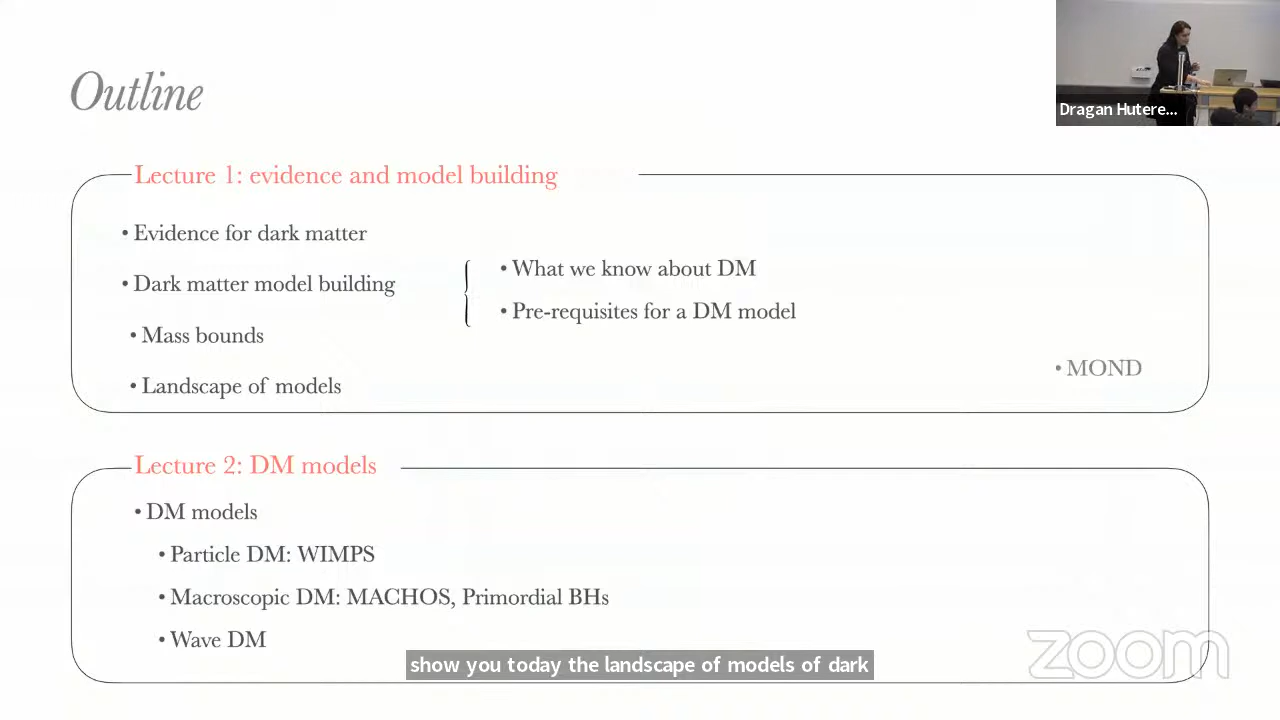 Outline
Dragan Hutere...
Lecture 1: evidence and model building
• Evidence for dark matter
• Dark matter model building
• What we know about DM
• Pre-requisites for a DM model
• Mass bounds
• MOND
• Landscape of models
Lecture 2: DM models
• DM models
• Particle DM: WIMPS
• Macroscopic DM: MACHOS, Primordial BHs
• Wave DM
show you today the landscape of models of dark
zoom